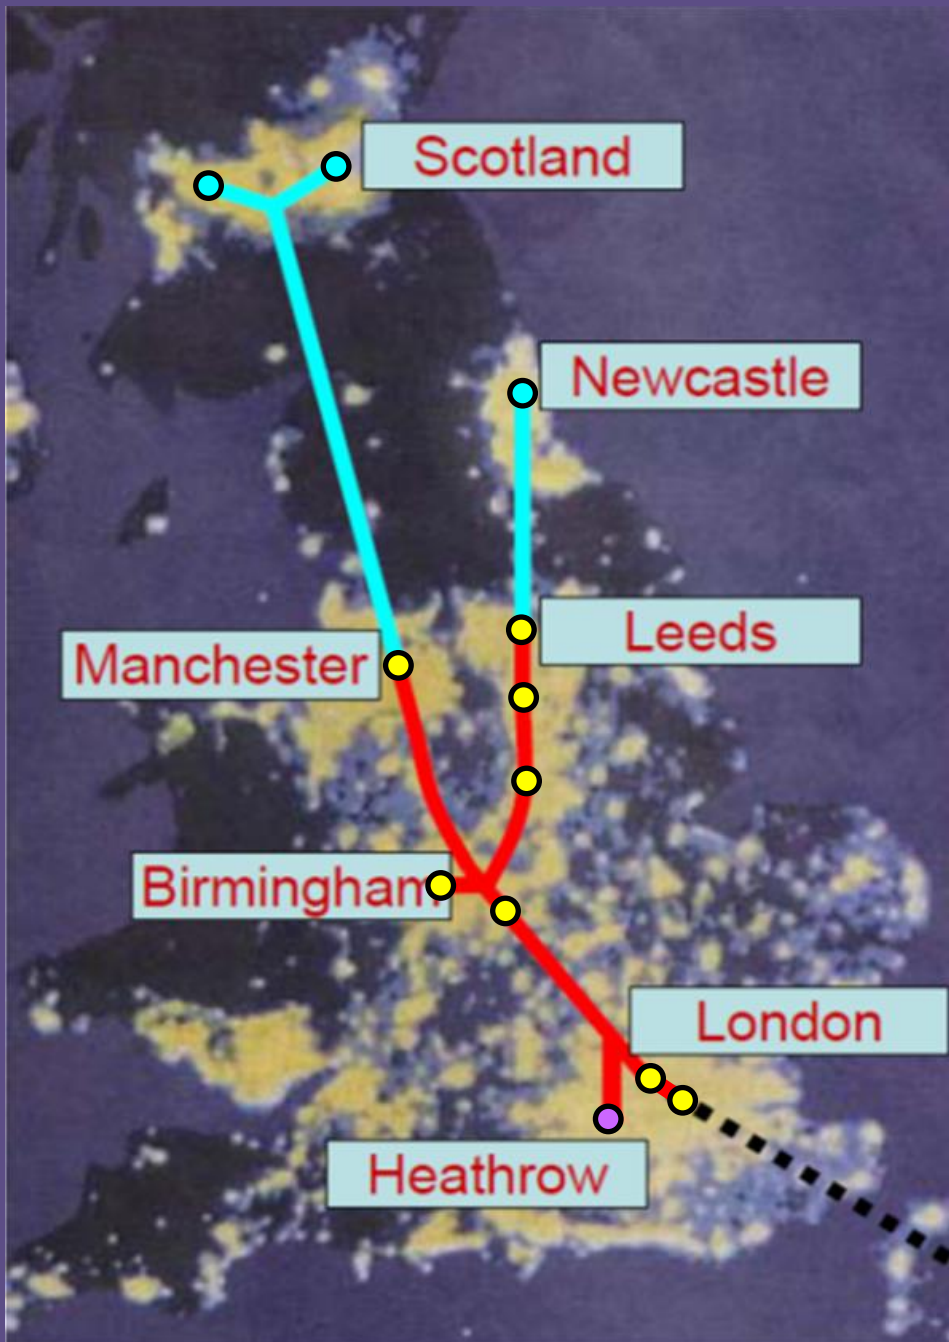 Scotland
Newcastle
Leeds
Manchester
Birmingham
London
Heathrow